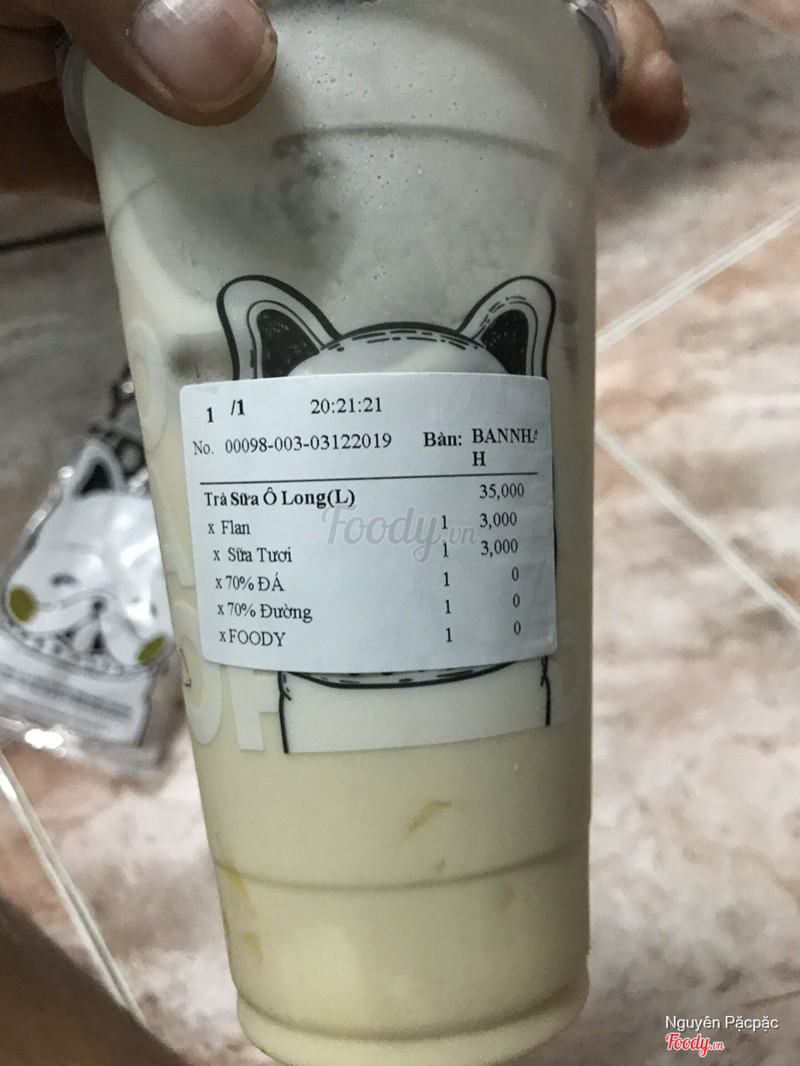 1 /1 20:21:21
No. 00098-003-03122019 Bàn: BANNHA
H
Trà Sữa Ô Long(L) 35,000
x Flan 1 3,000
x Sữa Tươi 1 3,000
x 70% ĐÁ 1 0
x 70% Đường 1 0
x FOODY 1 0
Foody.vn
Nguyên Pặcpặc
Foody.vn